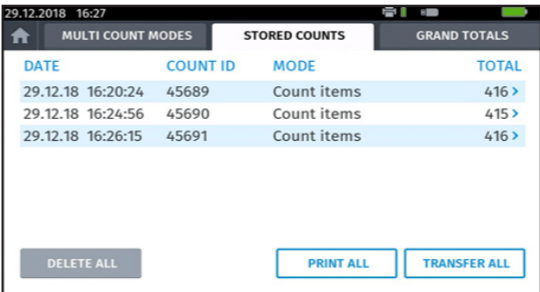 29.12.2018 16:27
MULTI COUNT MODES STORED COUNTS GRAND TOTALS
DATE COUNT ID MODE TOTAL
29.12.18 16:20:24 45689 Count items 416 >
29.12.18 16:24:56 45690 Count items 415 >
29.12.18 16:26:15 45691 Count items 416 >
DELETE ALL PRINT ALL TRANSFER ALL